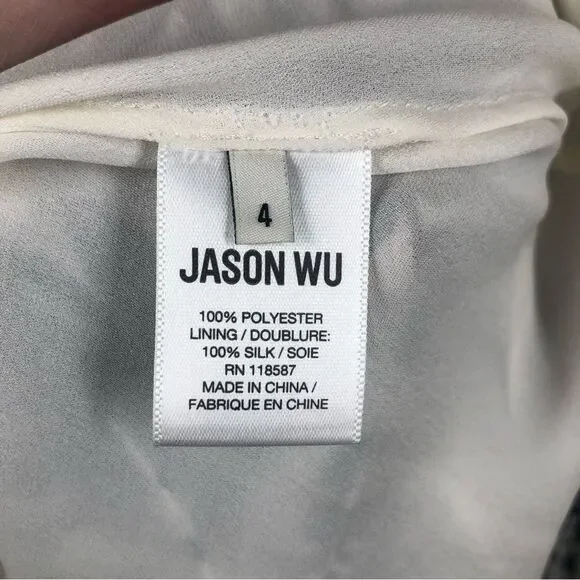 4
JASON WU
100% POLYESTER
LINING / DOUBLURE:
100% SILK / SOIE
RN 118587
MADE IN CHINA /
FABRIQUE EN CHINE